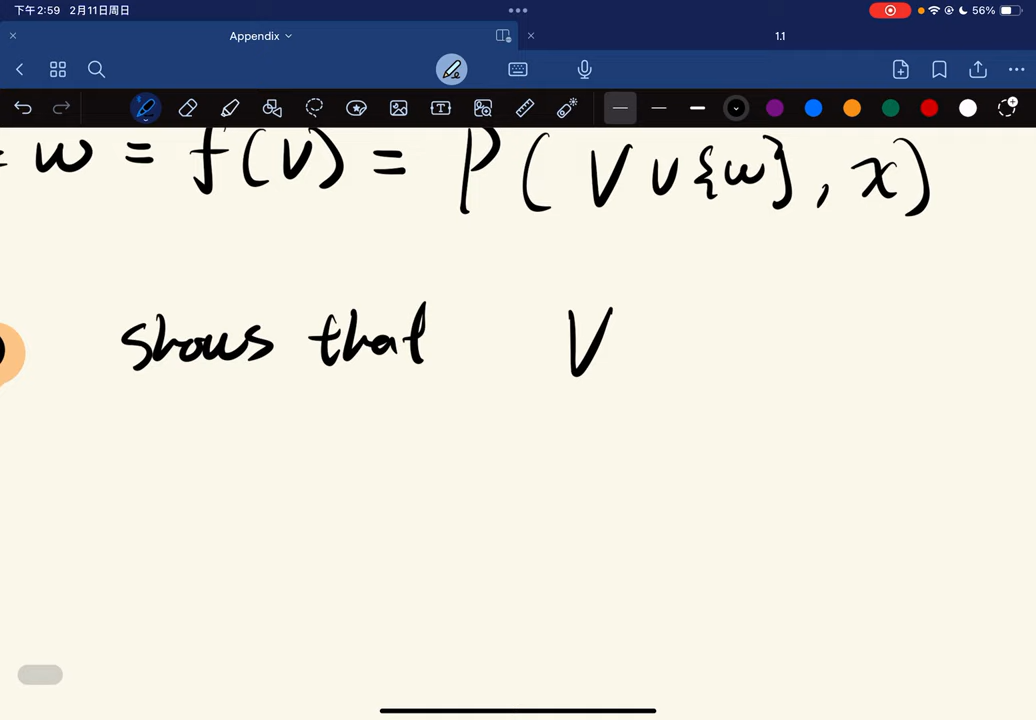 下午2:59 2月11日周日
56%
Appendix
1.1
= w = f(V) = P( V∪{w}, x)
shows that V